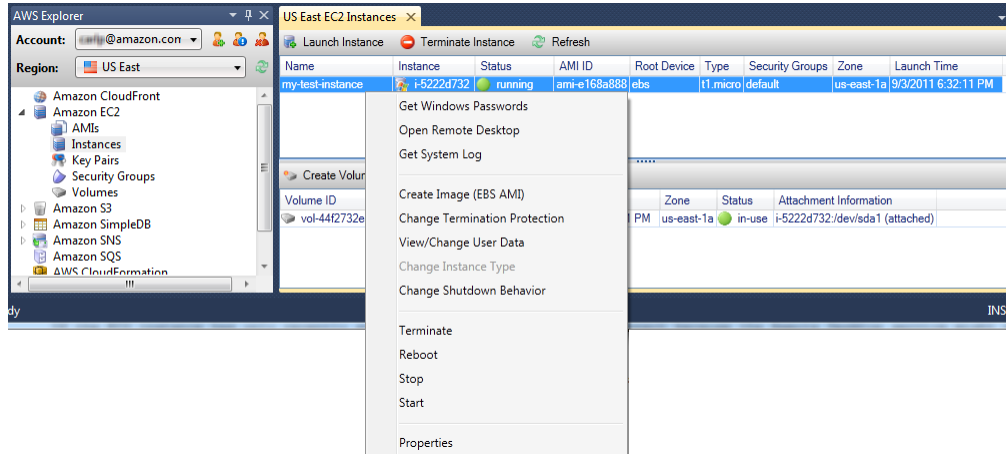 AWS Explorer
Account: @amazon.com
Region: US East
Amazon CloudFront
Amazon EC2
AMIs
Instances
Key Pairs
Security Groups
Volumes
Amazon S3
Amazon SimpleDB
Amazon SNS
Amazon SQS
AWS CloudFormation
dy
US East EC2 Instances
Launch Instance Terminate Instance Refresh
Name Instance Status AMI ID Root Device Type Security Groups Zone Launch Time
my-test-instance i-5222d732 running ami-e168a888 ebs t1.micro default us-east-1a 9/3/2011 6:32:11 PM
Create Volur
Volume ID Zone Status Attachment Information
vol-44f2732e PM us-east-1a in-use i-5222d732:/dev/sda1 (attached)
Get Windows Passwords
Open Remote Desktop
Get System Log
Create Image (EBS AMI)
Change Termination Protection
View/Change User Data
Change Instance Type
Change Shutdown Behavior
Terminate
Reboot
Stop
Start
Properties
INS